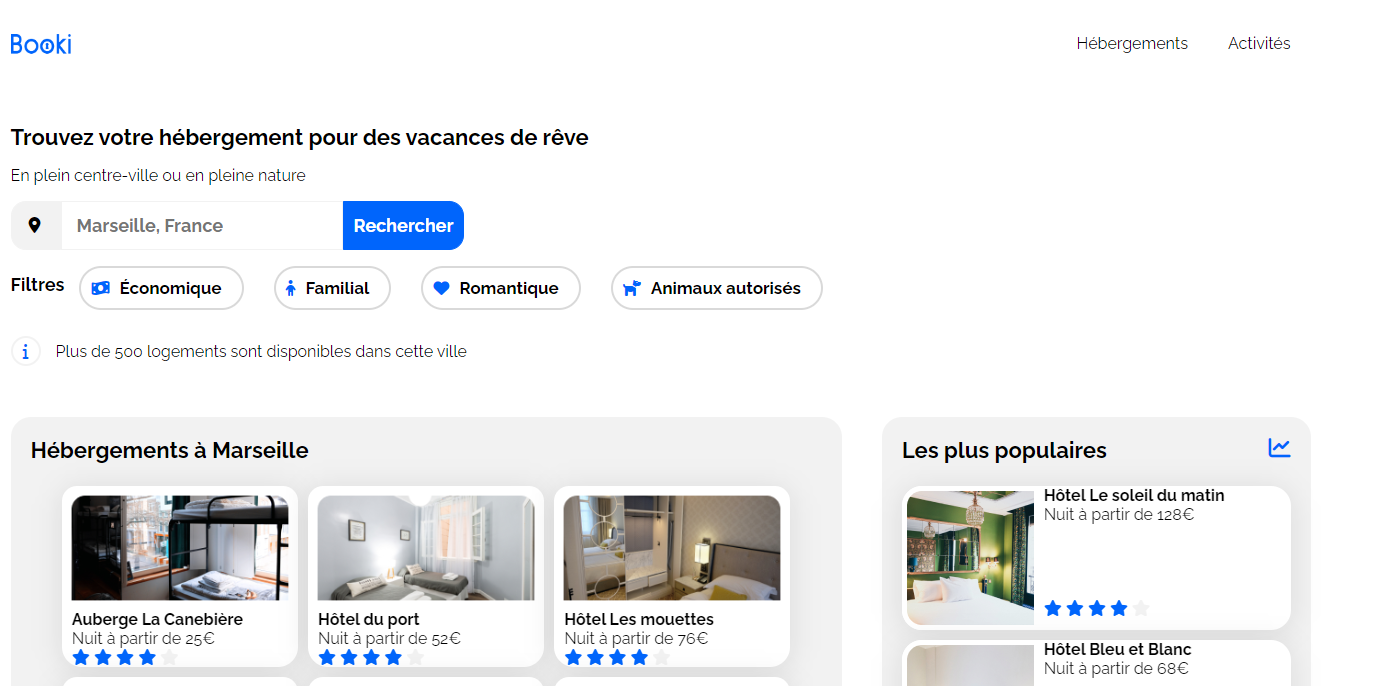 Booki
Hébergements
Activités
Trouvez votre hébergement pour des vacances de rêve
En plein centre-ville ou en pleine nature
Marseille, France
Rechercher
Filtres
Économique
Familial
Romantique
Animaux autorisés
Plus de 500 logements sont disponibles dans cette ville
Hébergements à Marseille
Auberge La Canebière
Nuit à partir de 25€
Hôtel du port
Nuit à partir de 52€
Hôtel Les mouettes
Nuit à partir de 76€
Les plus populaires
Hôtel Le soleil du matin
Nuit à partir de 128€
Hôtel Bleu et Blanc
Nuit à partir de 68€